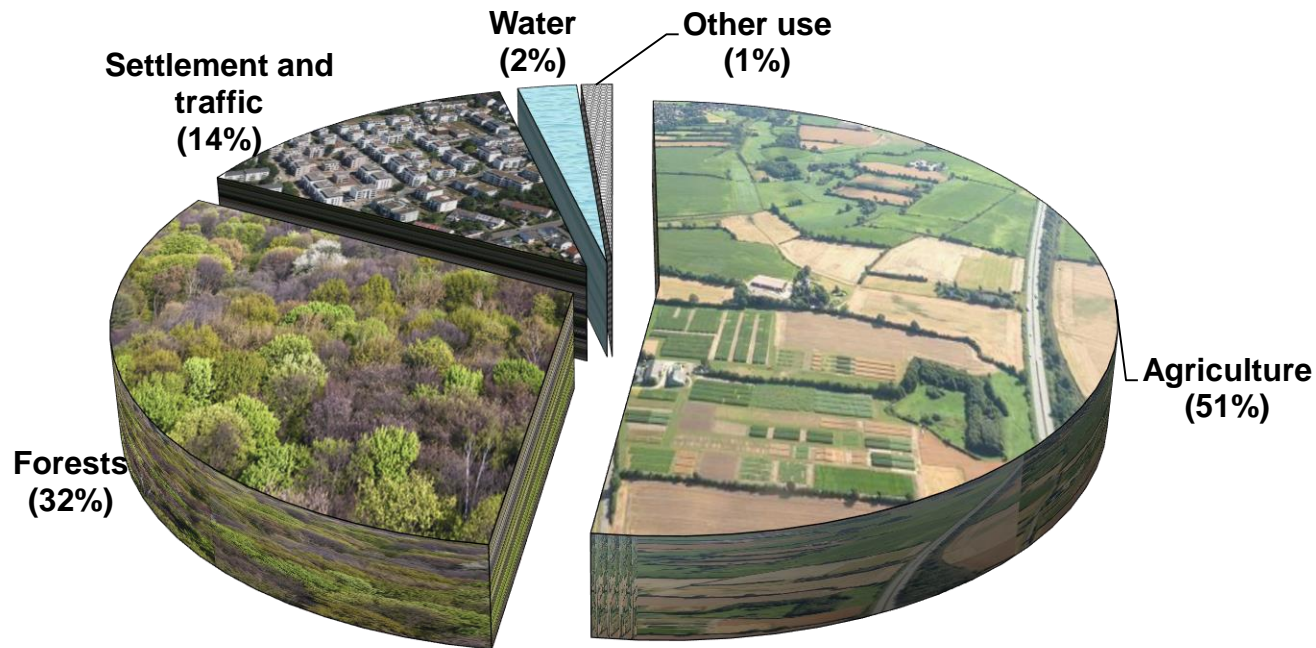 Water
(2%)
Other use
(1%)
Settlement and
traffic
(14%)
Agriculture
(51%)
Forests
(32%)